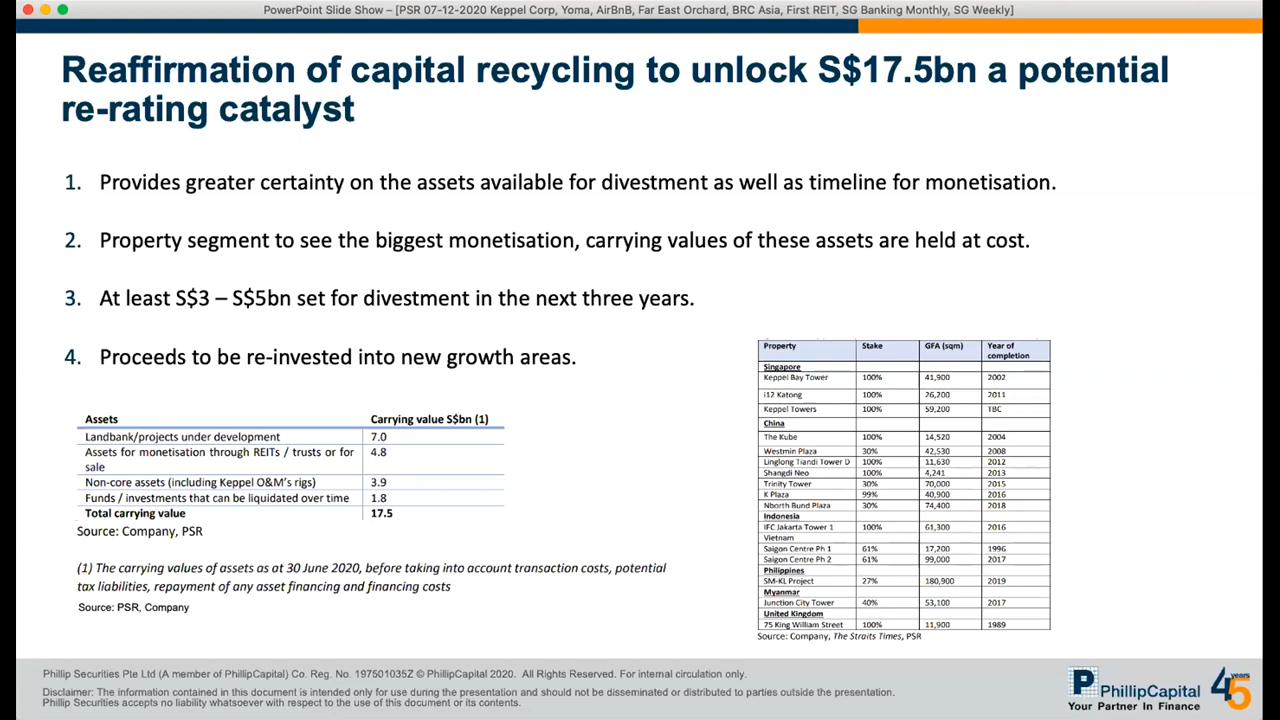 PowerPoint Slide Show – [PSR 07-12-2020 Keppel Corp, Yoma, AirBnB, Far East Orchard, BRC Asia, First REIT, SG Banking Monthly, SG Weekly]
Reaffirmation of capital recycling to unlock S$17.5bn a potential
re-rating catalyst
1. Provides greater certainty on the assets available for divestment as well as timeline for monetisation.
2. Property segment to see the biggest monetisation, carrying values of these assets are held at cost.
3. At least S$3 – S$5bn set for divestment in the next three years.
4. Proceeds to be re-invested into new growth areas.
Assets Carrying value S$bn (1)
Landbank/projects under development 7.0
Assets for monetisation through REITs / trusts or for 4.8
sale
Non-core assets (including Keppel O&M's rigs) 3.9
Funds / investments that can be liquidated over time 1.8
Total carrying value 17.5
Source: Company, PSR
(1) The carrying values of assets as at 30 June 2020, before taking into account transaction costs, potential
tax liabilities, repayment of any asset financing and financing costs
Source: PSR, Company
Property Stake GFA (sqm) Year of
completion
Singapore
Keppel Bay Tower 100% 41,900 2002
i12 Katong 100% 26,200 2011
Keppel Towers 100% 59,200 TBC
China
The Kube 100% 14,520 2004
Westmin Plaza 30% 42,530 2008
Linglong Tiandi Tower D 100% 11,630 2012
Shangdi Neo 100% 4,241 2013
Trinity Tower 30% 70,000 2015
K Plaza 99% 40,900 2016
Nborth Bund Plaza 30% 74,400 2018
Indonesia
IFC Jakarta Tower 1 100% 61,300 2016
Vietnam
Saigon Centre Ph 1 61% 17,200 1996
Saigon Centre Ph 2 61% 99,000 2017
Philippines
SM-KL Project 27% 180,900 2019
Myanmar
Junction City Tower 40% 53,100 2017
United Kingdom
75 King William Street 100% 11,900 1989
Source: Company, The Straits Times, PSR
Phillip Securities Pte Ltd (A member of PhillipCapital) Co. Reg. No. 197501035Z © PhillipCapital 2020. All Rights Reserved. For internal circulation only.
Disclaimer: The information contained in this document is intended only for use during the presentation and should not be disseminated or distributed to parties outside the presentation.
Phillip Securities accepts no liability whatsoever with respect to the use of this document or its contents.
PhillipCapital
Your Partner In Finance
45 years